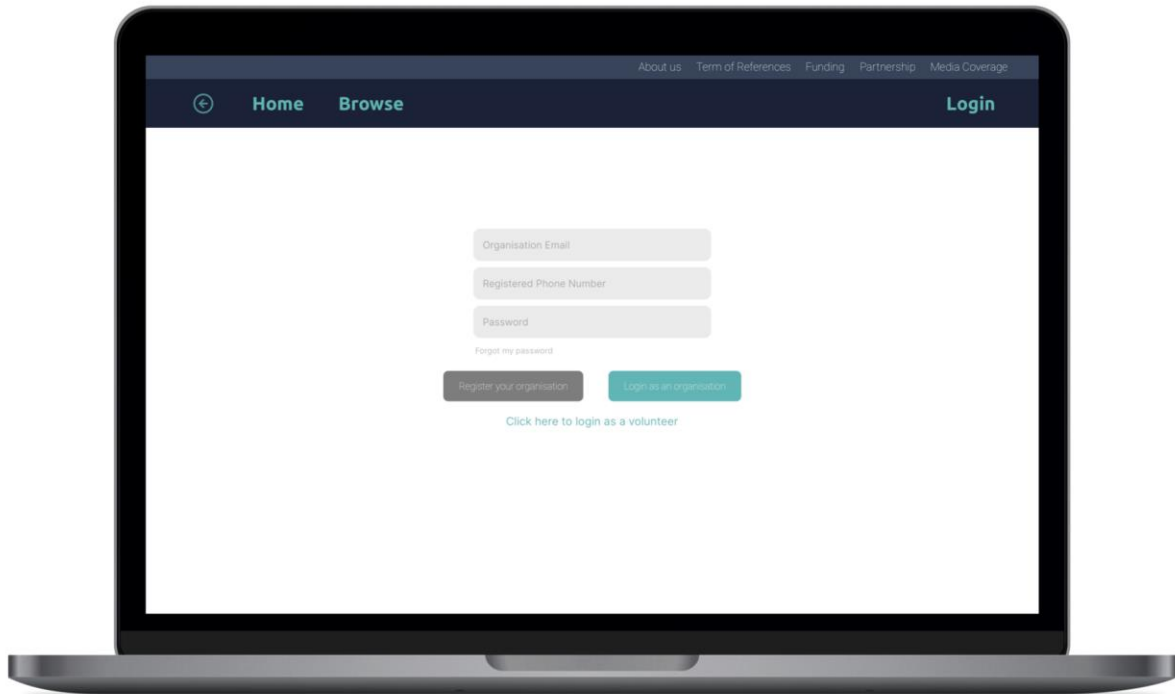 About us Term of References Funding Partnership Media Coverage
Home Browse Login
Organisation Email
Registered Phone Number
Password
Forgot my password
Register your organisation Login as an organisation
Click here to login as a volunteer